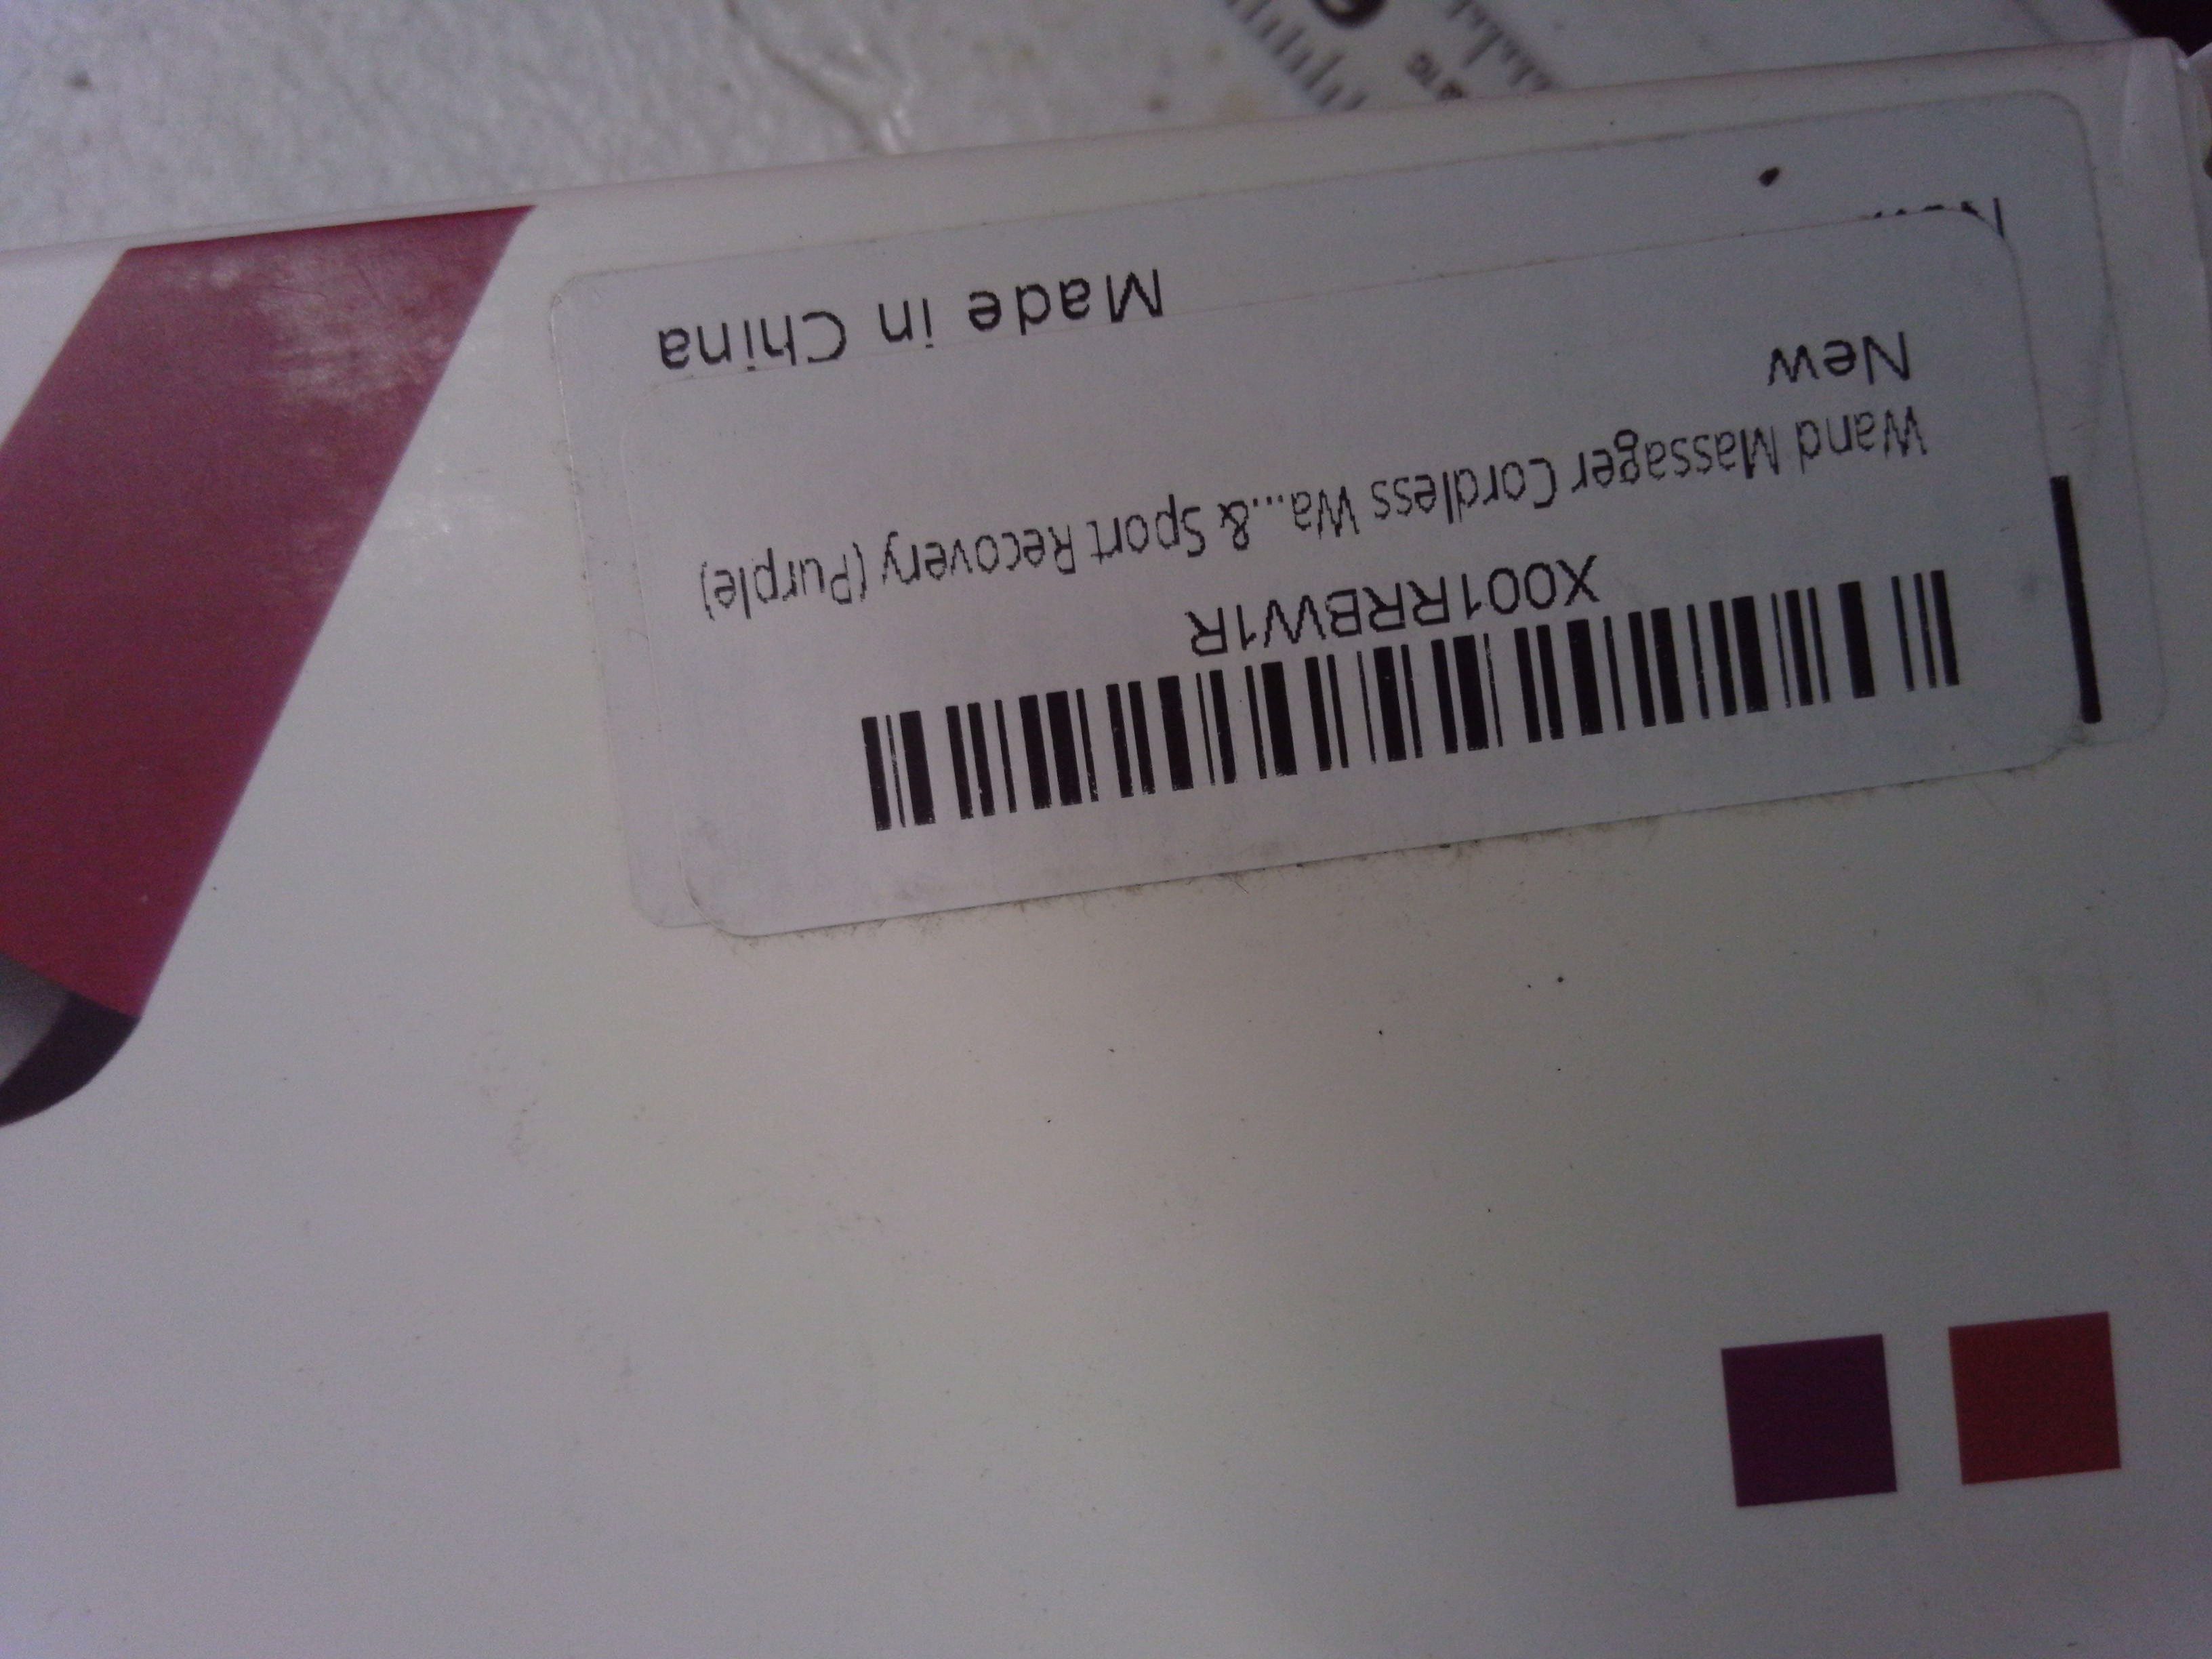 X001RRBW1R
Wand Massager Cordless Wa...& Sport Recovery (Purple)
New
Made in China